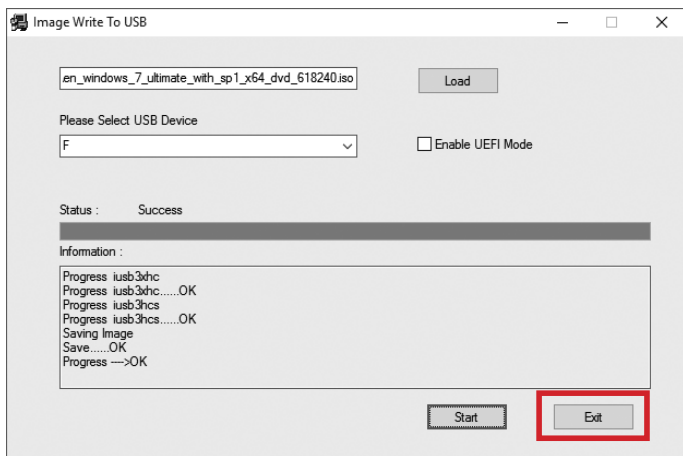 Image Write To USB
.en_windows_7_ultimate_with_sp1_x64_dvd_618240.iso
Load
Please Select USB Device
F
Enable UEFI Mode
Status : Success
Information :
Progress iusb3xhc
Progress iusb3xhc......OK
Progress iusb3hcs
Progress iusb3hcs......OK
Saving Image
Save......OK
Progress ---->OK
Start
Exit